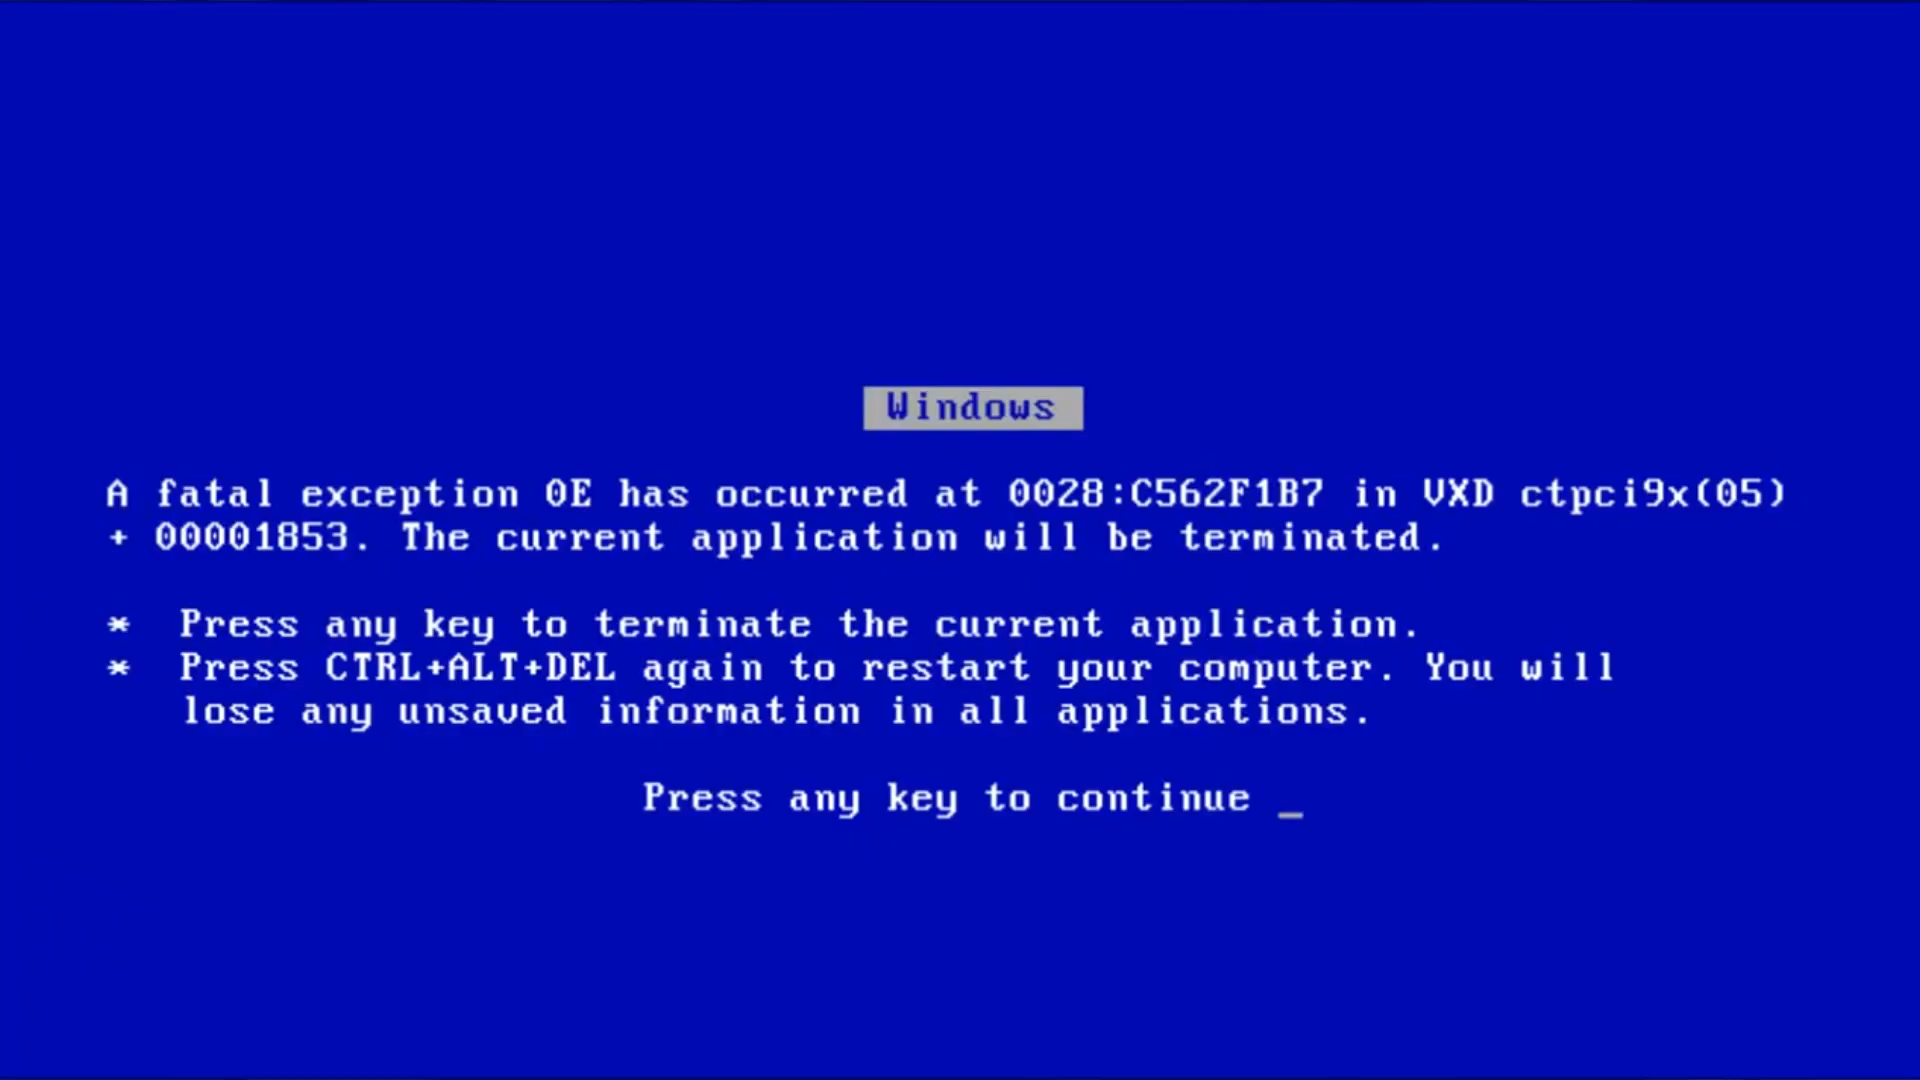 Windows
A fatal exception 0E has occurred at 0028:C562F1B7 in VXD ctpci9x(05)
+ 00001853. The current application will be terminated.
* Press any key to terminate the current application.
* Press CTRL+ALT+DEL again to restart your computer. You will
lose any unsaved information in all applications.
Press any key to continue _